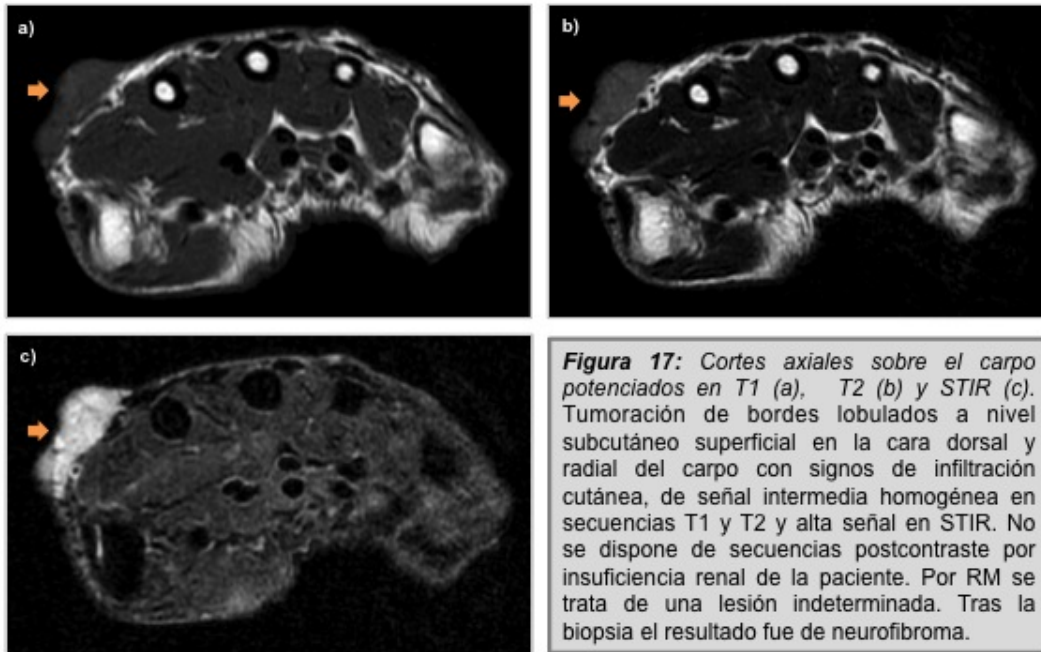 a)
b)
c)
Figura 17: Cortes axiales sobre el carpo
potenciados en T1 (a), T2 (b) y STIR (c).
Tumoración de bordes lobulados a nivel
subcutáneo superficial en la cara dorsal y
radial del carpo con signos de infiltración
cutánea, de señal intermedia homogénea en
secuencias T1 y T2 y alta señal en STIR. No
se dispone de secuencias postcontraste por
insuficiencia renal de la paciente. Por RM se
trata de una lesión indeterminada. Tras la
biopsia el resultado fue de neurofibroma.